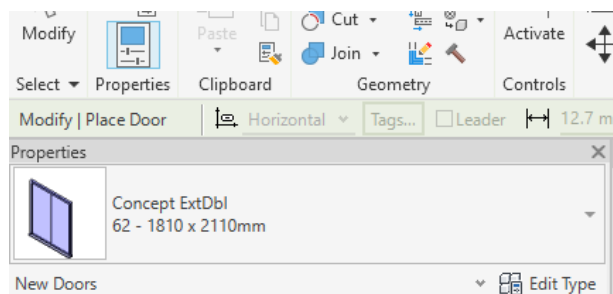 Modify
Paste
Cut
Join
Activate
Select Properties Clipboard Geometry Controls
Modify | Place Door Horizontal Tags... Leader 12.7 m
Properties
Concept ExtDbl
62 - 1810 x 2110mm
New Doors Edit Type